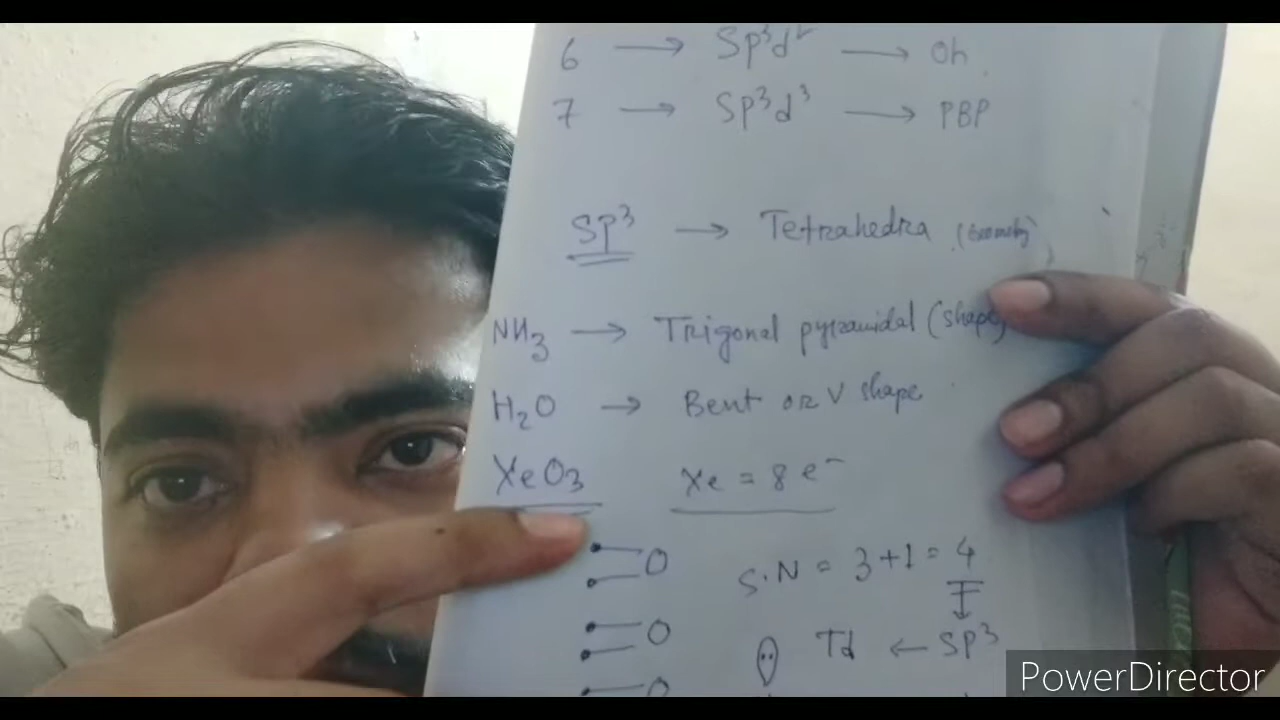 6 → Sp³d² → Oh
7 → Sp³d³ → PBP
Sp³ → Tetrahedra (Geometry)
NH₃ → Trigonal pyramidal (shape)
H₂O → Bent or V shape
XeO₃ Xe = 8 e⁻
O S.N = 3+1 = 4
O Td ← SP³
O
PowerDirector